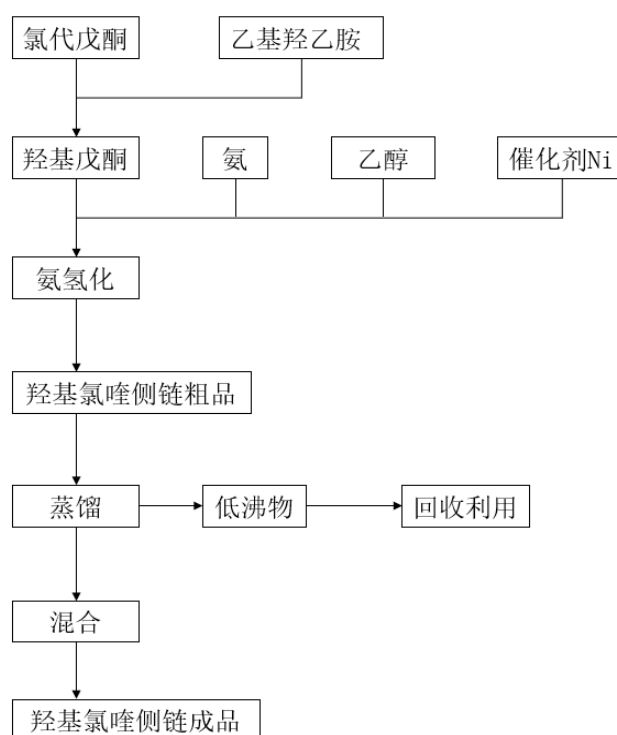 氯代戊酮
乙基羟乙胺
羟基戊酮
氨
乙醇
催化剂Ni
氨氢化
羟基氯喹侧链粗品
蒸馏
低沸物
回收利用
混合
羟基氯喹侧链成品